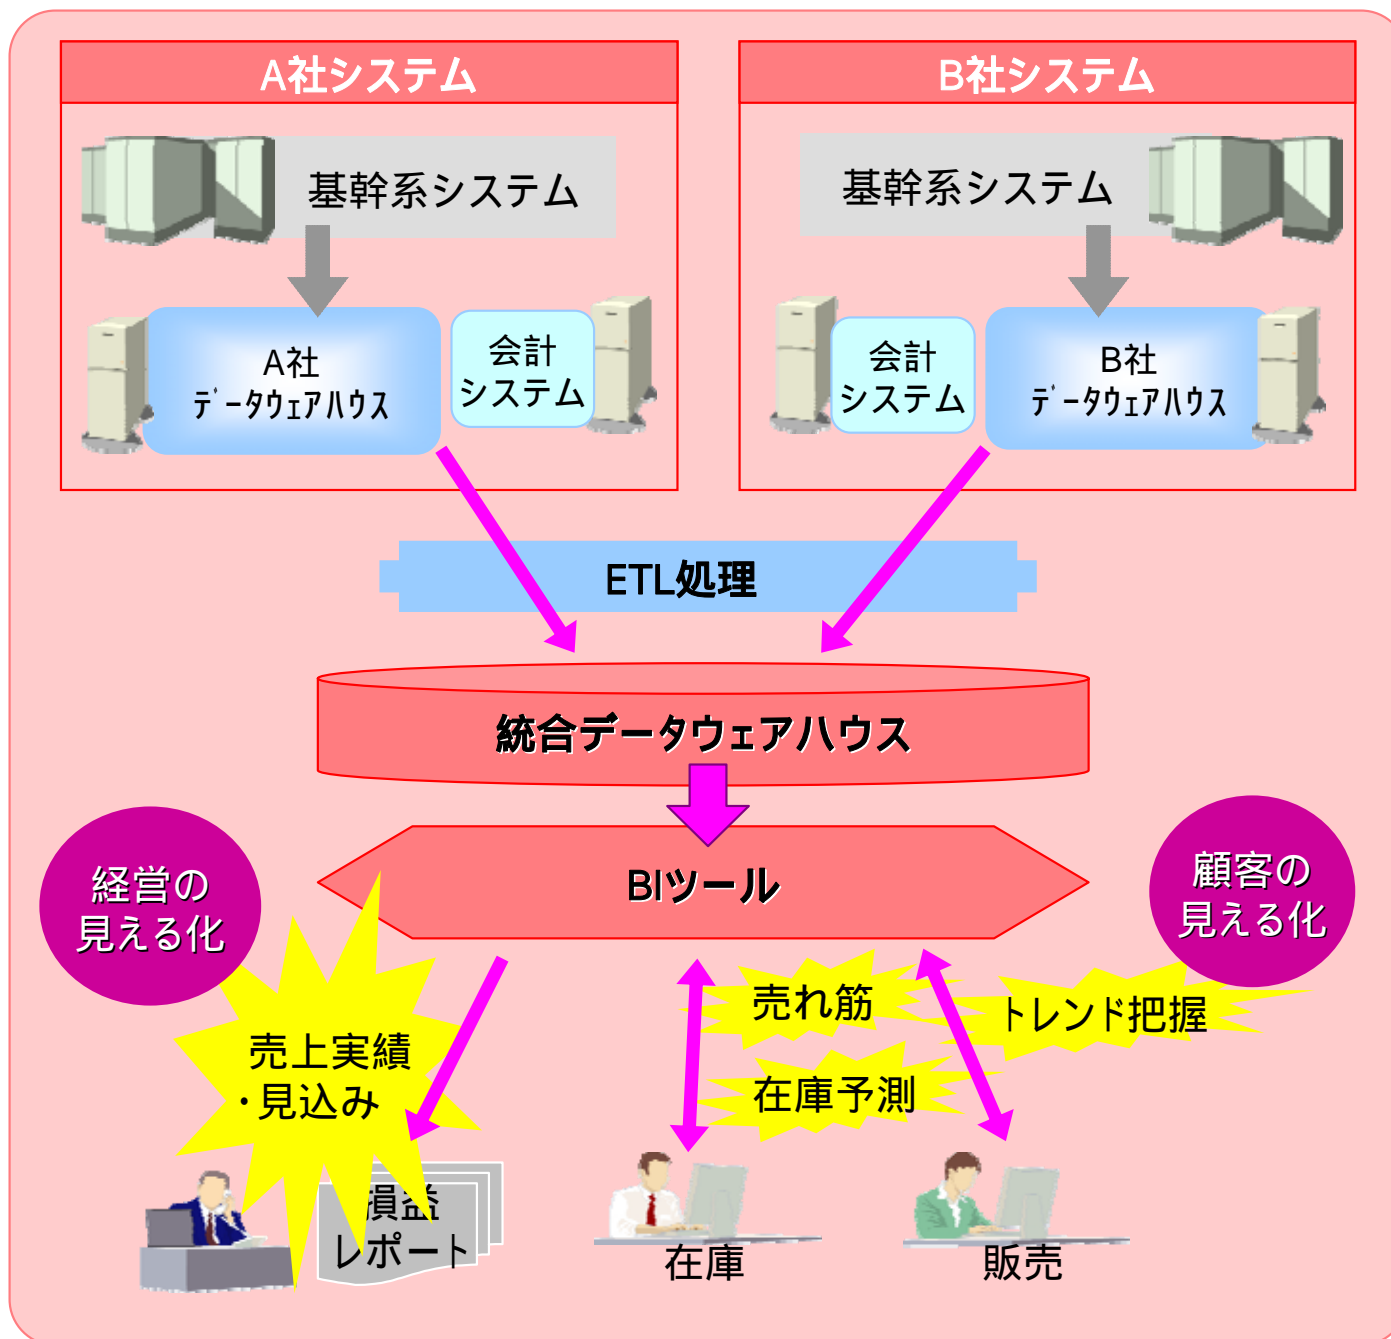 A社システム
基幹系システム
A社
ﾃﾞｰﾀｳｪｱﾊｳｽ
会計
システム
B社システム
基幹系システム
会計
システム
B社
ﾃﾞｰﾀｳｪｱﾊｳｽ
ETL処理
統合データウェアハウス
BIツール
経営の
見える化
顧客の
見える化
売上実績
・見込み
売れ筋
トレンド把握
在庫予測
損益
レポート
在庫
販売